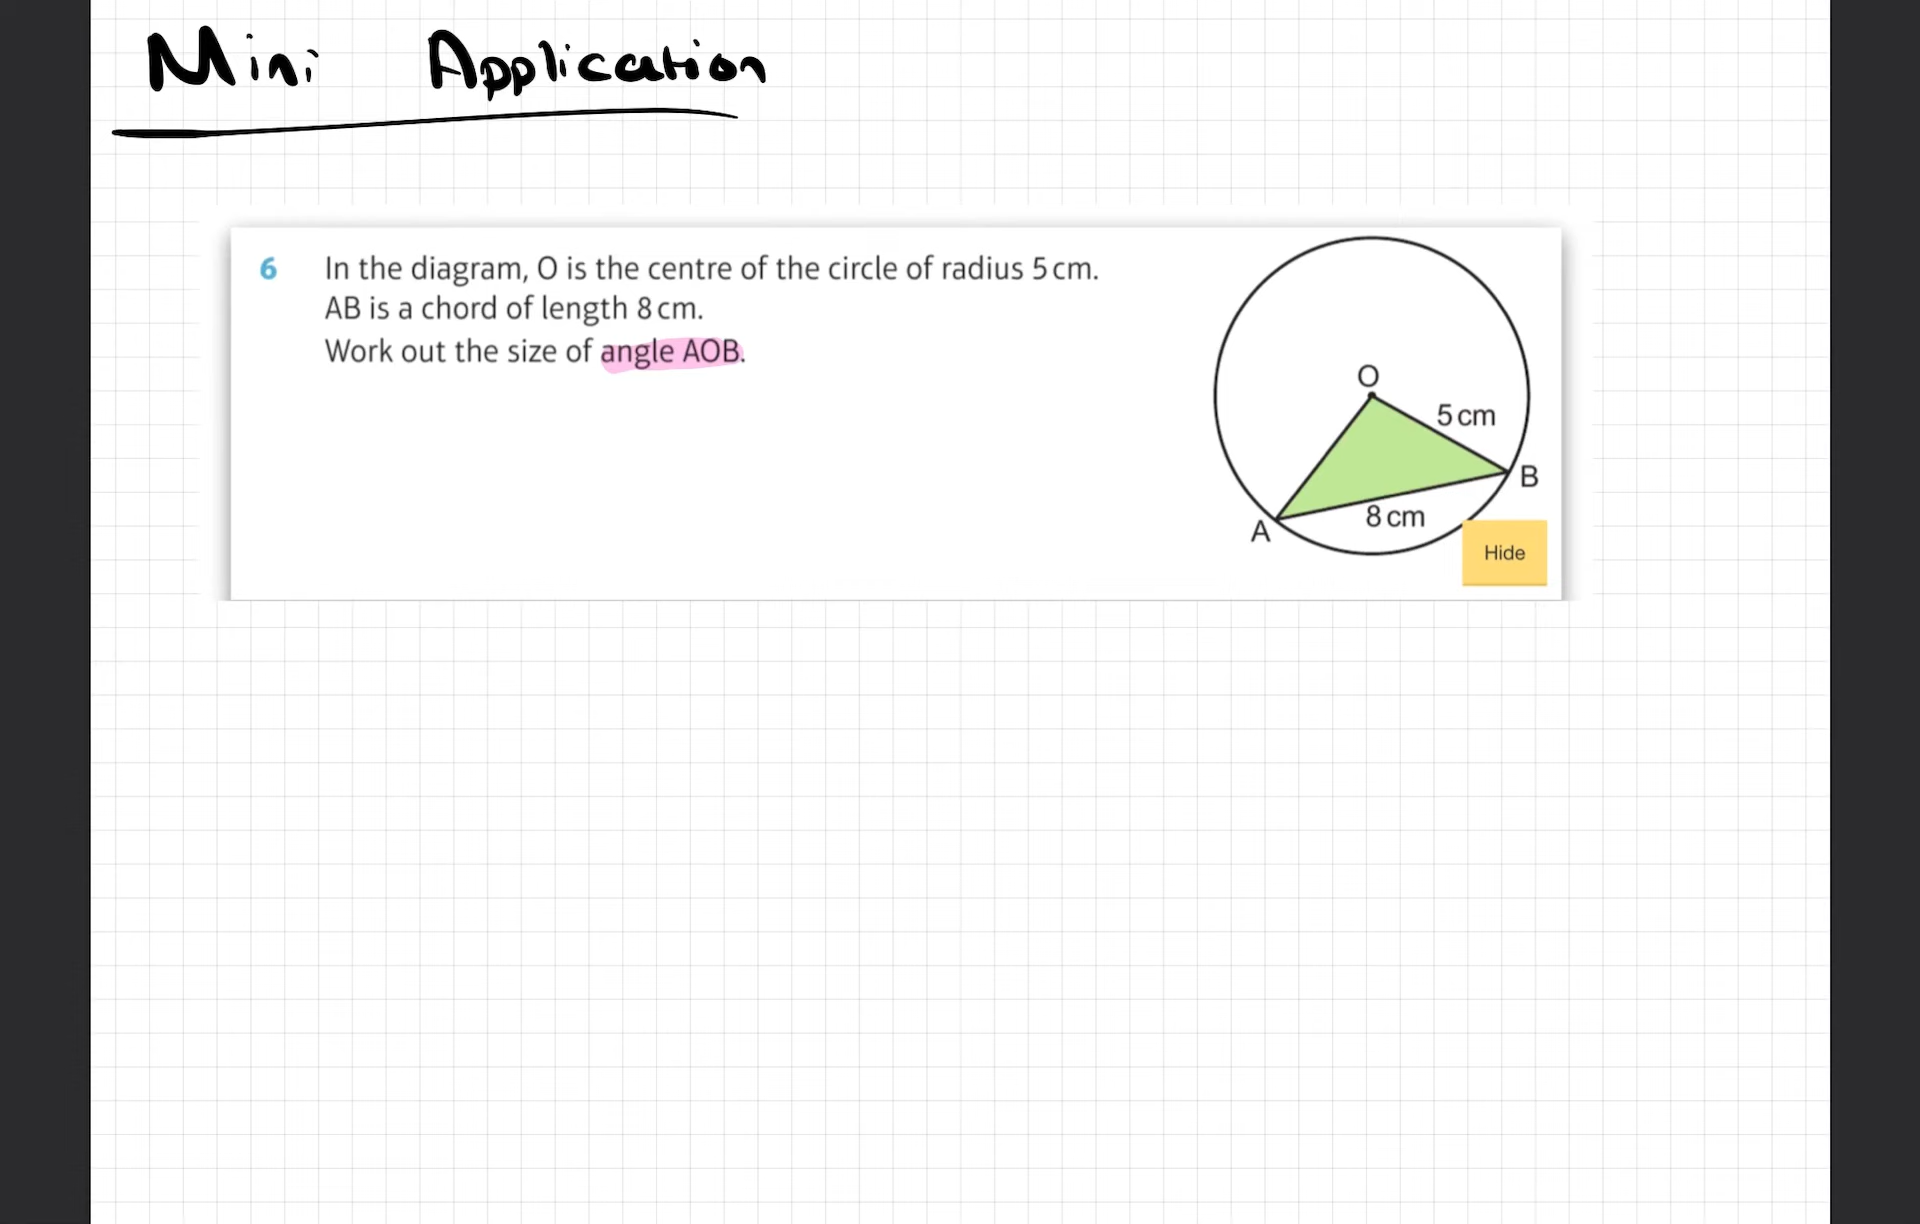 Mini Application
6 In the diagram, O is the centre of the circle of radius 5 cm.
AB is a chord of length 8 cm.
Work out the size of angle AOB.
O
5 cm
B
8 cm
A
Hide